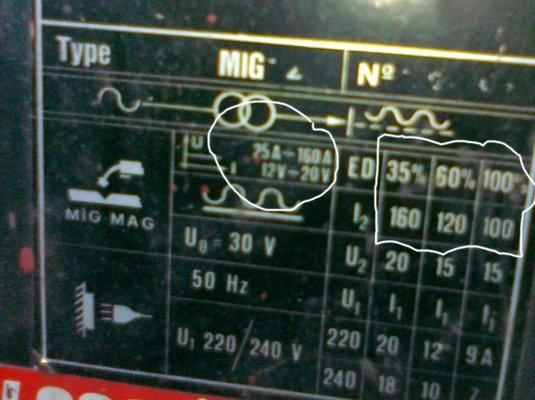 Type MIG Nº
25A-160A
12V-20V
ED 35% 60% 100%
MIG MAG
I2 160 120 100
U0=30 V
U2 20 15 15
50 Hz
U1 I1 I1 I1
U1 220/240 V
220 20 12 9A
240 18 10